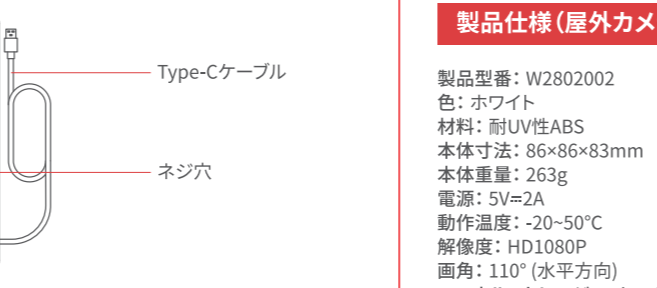 Type-Cケーブル
ネジ穴
製品仕様（屋外カメ
製品型番：W2802002
色：ホワイト
材料：耐UV性ABS
本体寸法：86×86×83mm
本体重量：263g
電源：5V⎓2A
動作温度：-20~50°C
解像度：HD1080P
画角：110° (水平方向)